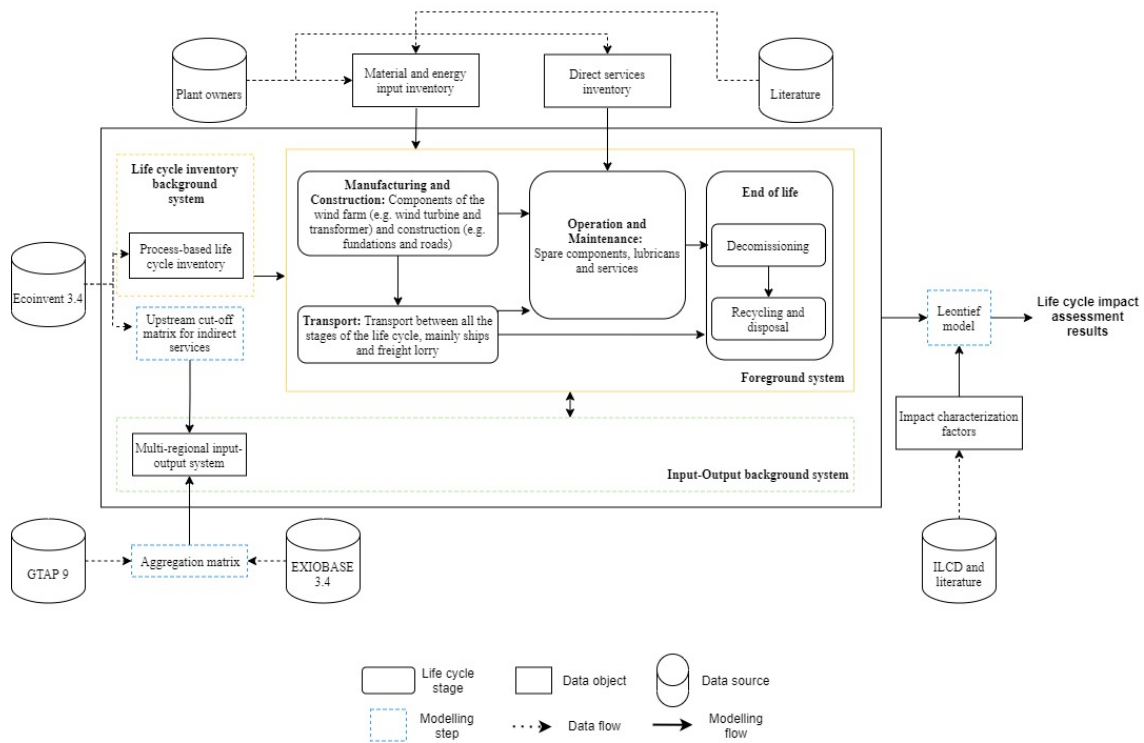 Plant owners
Material and energy
input inventory
Direct services
inventory
Literature
Life cycle inventory
background
system
Process-based life
cycle inventory
Ecoinvent 3.4
Upstream cut-off
matrix for indirect
services
Manufacturing and
Construction: Components of
the wind farm (e.g. wind turbine and
transformer) and construction (e.g.
fundations and roads)
Transport: Transport between all the
stages of the life cycle, mainly ships
and freight lorry
Operation and
Maintenance:
Spare components, lubricans
and services
End of life
Decomissioning
Recycling and
disposal
Foreground system
Leontief
model
Life cycle impact
assessment
results
Impact characterization
factors
Multi-regional input-
output system
Input-Output background system
GTAP 9
Aggregation matrix
EXIOBASE
3.4
ILCD and
literature
Life cycle
stage
Data object
Data source
Modelling
step
Data flow
Modelling
flow